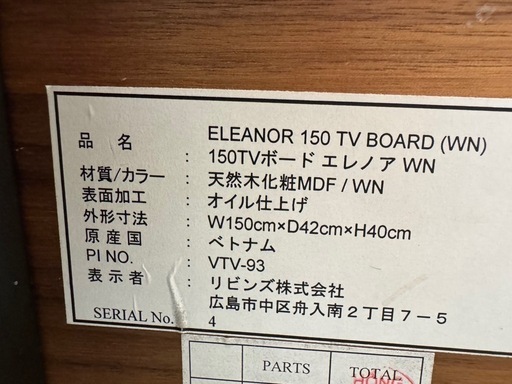 品名 ELEANOR 150 TV BOARD (WN)
: 150TVボード エレノア WN
材質/カラー : 天然木化粧MDF / WN
表面加工 : オイル仕上げ
外形寸法 : W150cm×D42cm×H40cm
原産国 : ベトナム
PI NO. : VTV-93
表示者 : リビンズ株式会社
広島市中区舟入南2丁目7-5
SERIAL No. 4
PARTS TOTAL